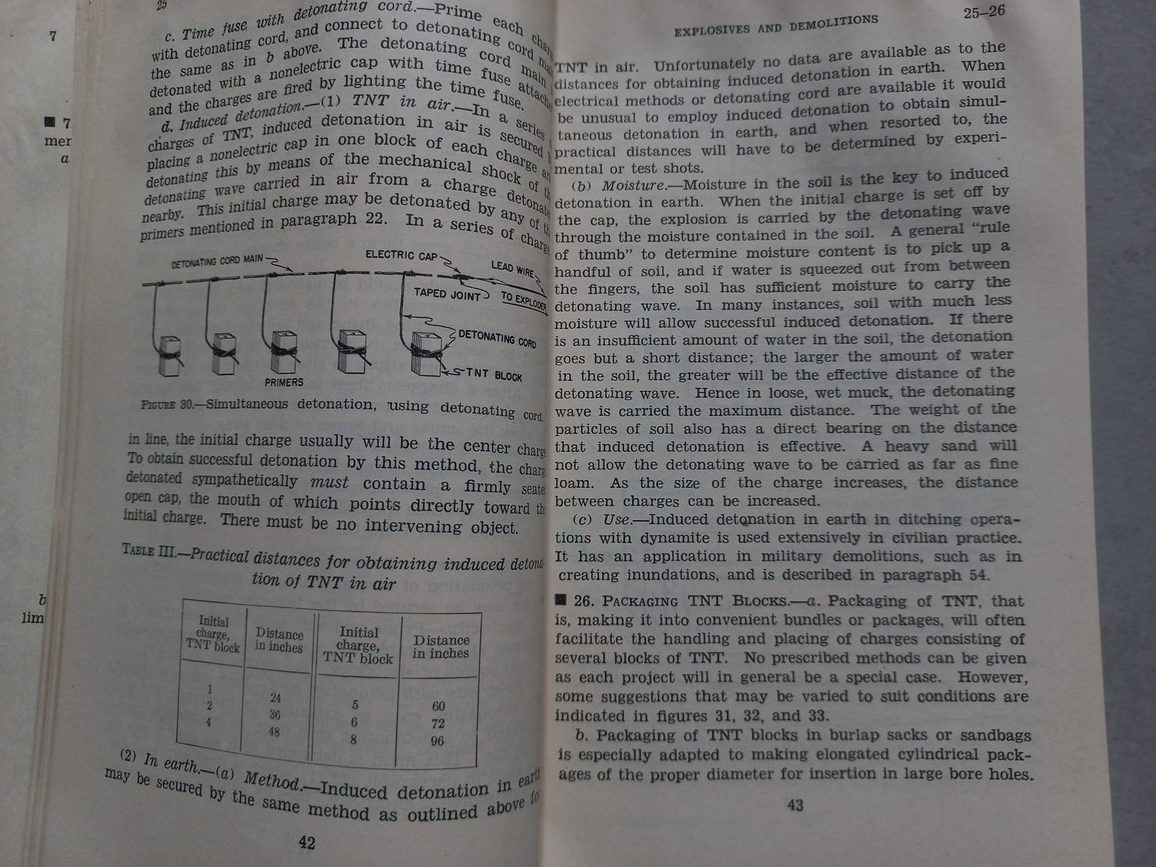 7
■ 7
mer
a
b
lim
25
c. Time fuse with detonating cord.—Prime each
with detonating cord, and connect to detonating cord
the same as in b above. The detonating cord main
detonated with a nonelectric cap with time fuse
and the charges are fired by lighting the time fuse.
d. Induced detonation.—(1) TNT in air.—In a series
charges of TNT, induced detonation in air is secured
placing a nonelectric cap in one block of each charge
detonating this by means of the mechanical shock of
detonating wave carried in air from a charge
nearby. This initial charge may be detonated by any of
primers mentioned in paragraph 22. In a series of
DETONATING CORD MAIN
ELECTRIC CAP
LEAD WIRE
TAPED JOINT
TO EXPLODER
DETONATING CORD
TNT BLOCK
PRIMERS
FIGURE 30.—Simultaneous detonation, using detonating cord.
in line, the initial charge usually will be the center
To obtain successful detonation by this method, the
detonated sympathetically must contain a firmly
open cap, the mouth of which points directly toward
initial charge. There must be no intervening object.
TABLE III.—Practical distances for obtaining induced
tion of TNT in air
Initial charge, TNT block Distance in inches Initial charge, TNT block Distance in inches
1 24 5 60
2 36 6 72
4 48 8 96
(2) In earth.—(a) Method.—Induced detonation in
may be secured by the same method as outlined above
42
EXPLOSIVES AND DEMOLITIONS 25–26
TNT in air. Unfortunately no data are available as to the
distances for obtaining induced detonation in earth. When
electrical methods or detonating cord are available it would
be unusual to employ induced detonation to obtain simul-
taneous detonation in earth, and when resorted to, the
practical distances will have to be determined by experi-
mental or test shots.
(b) Moisture.—Moisture in the soil is the key to induced
detonation in earth. When the initial charge is set off by
the cap, the explosion is carried by the detonating wave
through the moisture contained in the soil. A general "rule
of thumb" to determine moisture content is to pick up a
handful of soil, and if water is squeezed out from between
the fingers, the soil has sufficient moisture to carry the
detonating wave. In many instances, soil with much less
moisture will allow successful induced detonation. If there
is an insufficient amount of water in the soil, the detonation
goes but a short distance; the larger the amount of water
in the soil, the greater will be the effective distance of the
detonating wave. Hence in loose, wet muck, the detonating
wave is carried the maximum distance. The weight of the
particles of soil also has a direct bearing on the distance
that induced detonation is effective. A heavy sand will
not allow the detonating wave to be carried as far as fine
loam. As the size of the charge increases, the distance
between charges can be increased.
(c) Use.—Induced detonation in earth in ditching opera-
tions with dynamite is used extensively in civilian practice.
It has an application in military demolitions, such as in
creating inundations, and is described in paragraph 54.
■ 26. PACKAGING TNT BLOCKS.—a. Packaging of TNT, that
is, making it into convenient bundles or packages, will often
facilitate the handling and placing of charges consisting of
several blocks of TNT. No prescribed methods can be given
as each project will in general be a special case. However,
some suggestions that may be varied to suit conditions are
indicated in figures 31, 32, and 33.
b. Packaging of TNT blocks in burlap sacks or sandbags
is especially adapted to making elongated cylindrical pack-
ages of the proper diameter for insertion in large bore holes.
43